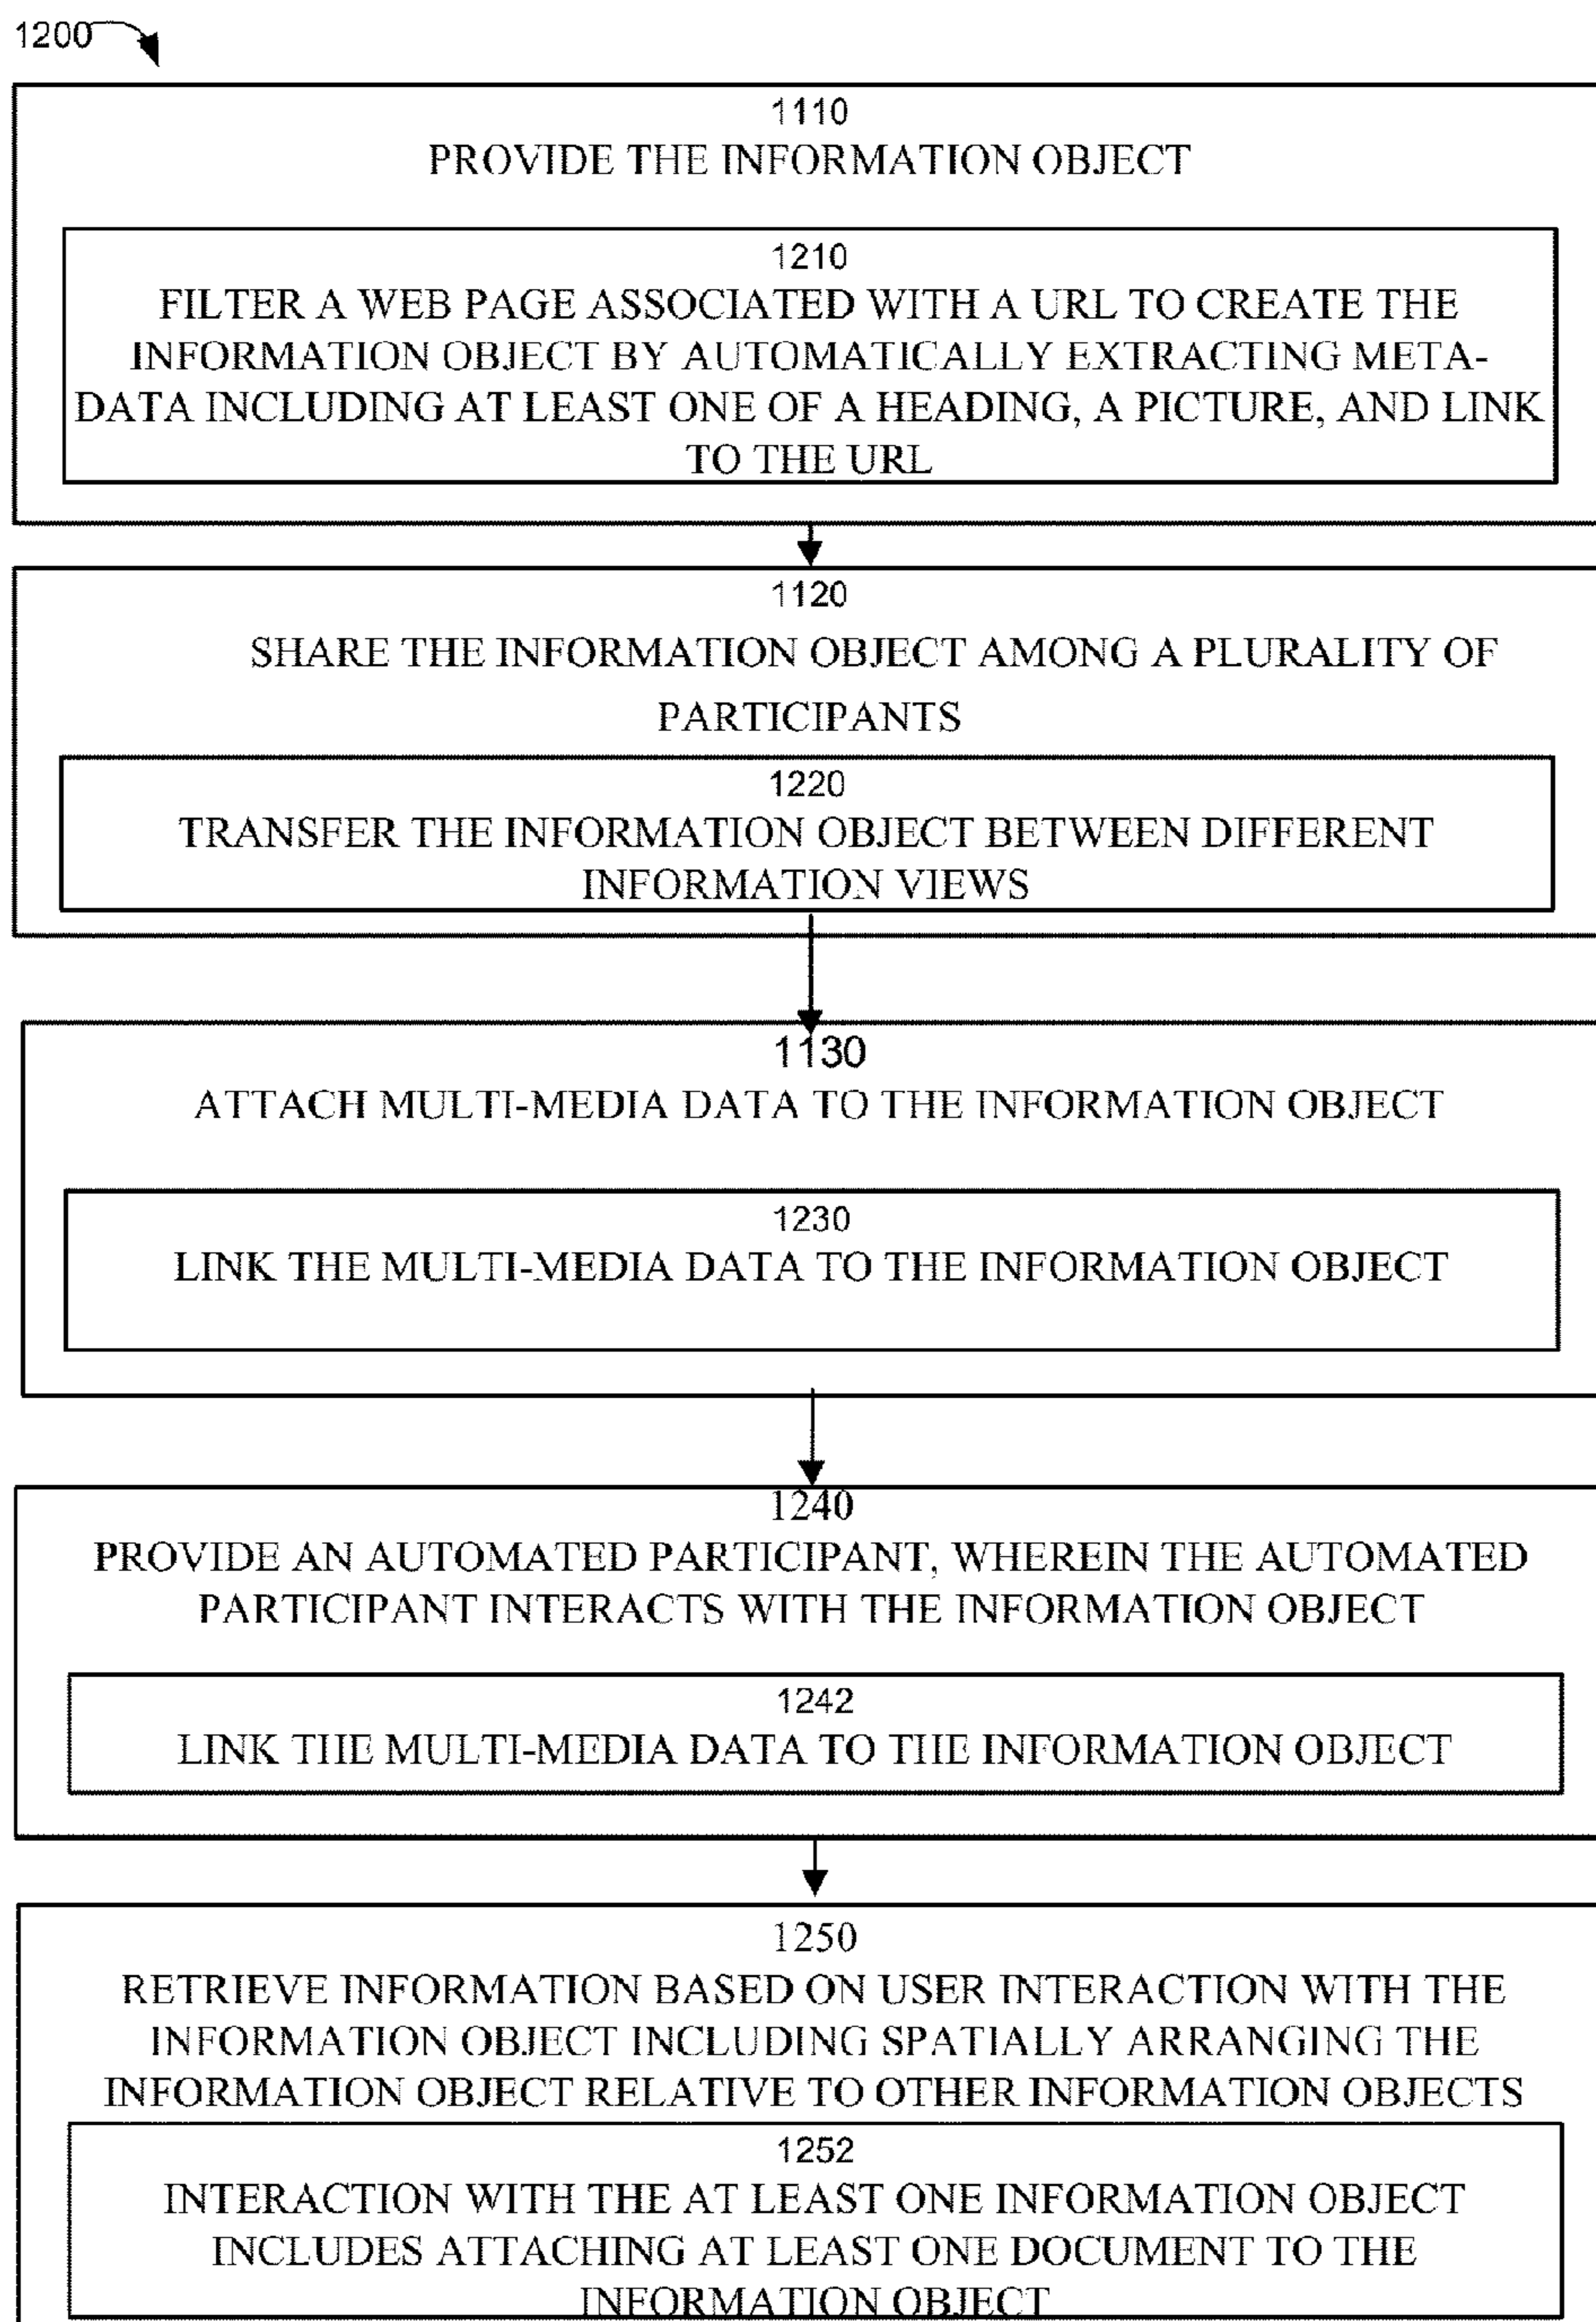 1200
1110
PROVIDE THE INFORMATION OBJECT
1210
FILTER A WEB PAGE ASSOCIATED WITH A URL TO CREATE THE
INFORMATION OBJECT BY AUTOMATICALLY EXTRACTING META-
DATA INCLUDING AT LEAST ONE OF A HEADING, A PICTURE, AND LINK
TO THE URL
1120
SHARE THE INFORMATION OBJECT AMONG A PLURALITY OF
PARTICIPANTS
1220
TRANSFER THE INFORMATION OBJECT BETWEEN DIFFERENT
INFORMATION VIEWS
1130
ATTACH MULTI-MEDIA DATA TO THE INFORMATION OBJECT
1230
LINK THE MULTI-MEDIA DATA TO THE INFORMATION OBJECT
1240
PROVIDE AN AUTOMATED PARTICIPANT, WHEREIN THE AUTOMATED
PARTICIPANT INTERACTS WITH THE INFORMATION OBJECT
1242
LINK THE MULTI-MEDIA DATA TO THE INFORMATION OBJECT
1250
RETRIEVE INFORMATION BASED ON USER INTERACTION WITH THE
INFORMATION OBJECT INCLUDING SPATIALLY ARRANGING THE
INFORMATION OBJECT RELATIVE TO OTHER INFORMATION OBJECTS
1252
INTERACTION WITH THE AT LEAST ONE INFORMATION OBJECT
INCLUDES ATTACHING AT LEAST ONE DOCUMENT TO THE
INFORMATION OBJECT